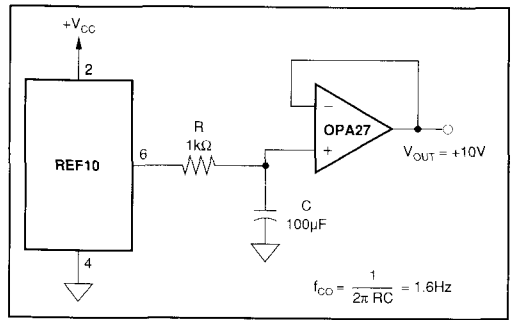 +V_CC
2
REF10
6
R
1kΩ
−
OPA27
+
V_OUT = +10V
C
100µF
4
f_CO = 1 / 2π RC = 1.6Hz